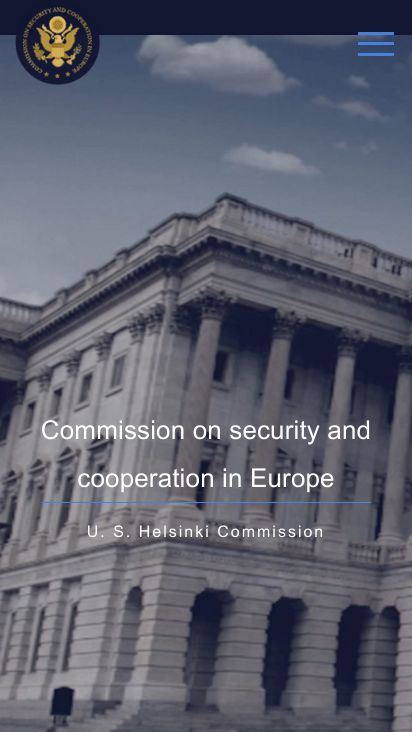 COMMISSION ON SECURITY AND COOPERATION IN EUROPE
Commission on security and
cooperation in Europe
U. S. Helsinki Commission